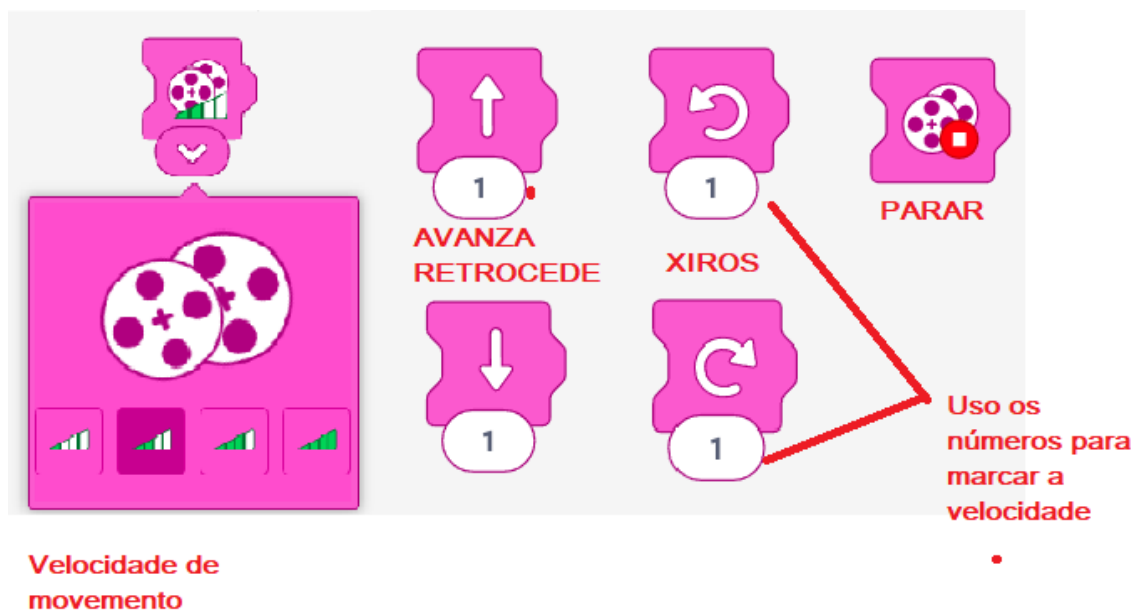 1
1
AVANZA
RETROCEDE
XIROS
PARAR
1
1
Uso os
números para
marcar a
velocidade
Velocidade de
movemento